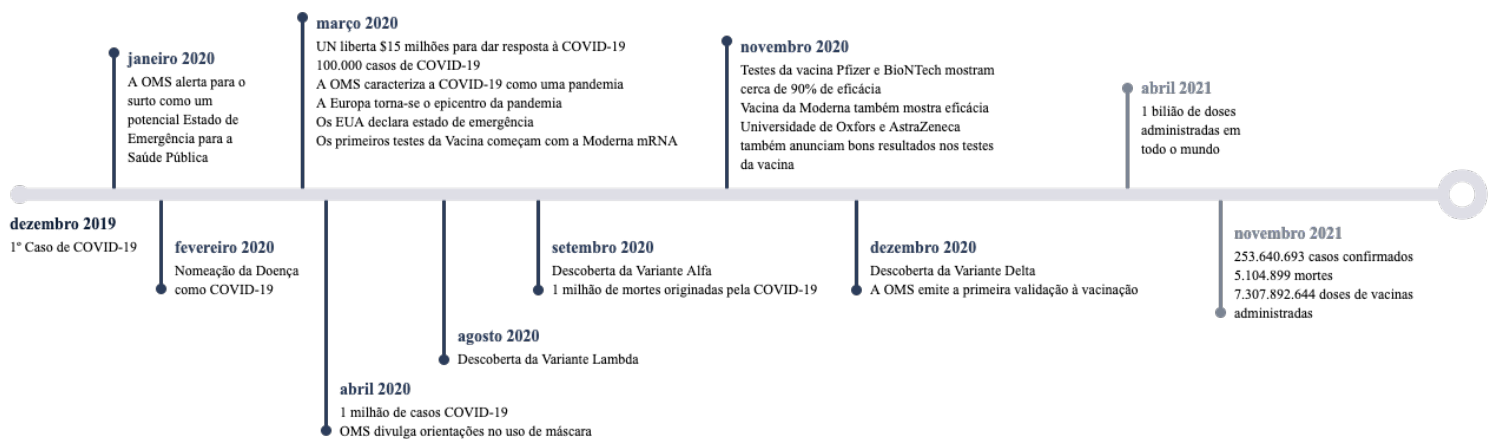 março 2020
UN liberta $15 milhões para dar resposta à COVID-19
100.000 casos de COVID-19
A OMS caracteriza a COVID-19 como uma pandemia
A Europa torna-se o epicentro da pandemia
Os EUA declara estado de emergência
Os primeiros testes da Vacina começam com a Moderna mRNA
janeiro 2020
A OMS alerta para o
surto como um
potencial Estado de
Emergência para a
Saúde Pública
novembro 2020
Testes da vacina Pfizer e BioNTech mostram
cerca de 90% de eficácia
Vacina da Moderna também mostra eficácia
Universidade de Oxfors e AstraZeneca
também anunciam bons resultados nos testes
da vacina
abril 2021
1 bilião de doses
administradas em
todo o mundo
dezembro 2019
1º Caso de COVID-19
fevereiro 2020
Nomeação da Doença
como COVID-19
setembro 2020
Descoberta da Variante Alfa
1 milhão de mortes originadas pela COVID-19
dezembro 2020
Descoberta da Variante Delta
A OMS emite a primeira validação à vacinação
novembro 2021
253.640.693 casos confirmados
5.104.899 mortes
7.307.892.644 doses de vacinas
administradas
agosto 2020
Descoberta da Variante Lambda
abril 2020
1 milhão de casos COVID-19
OMS divulga orientações no uso de máscara